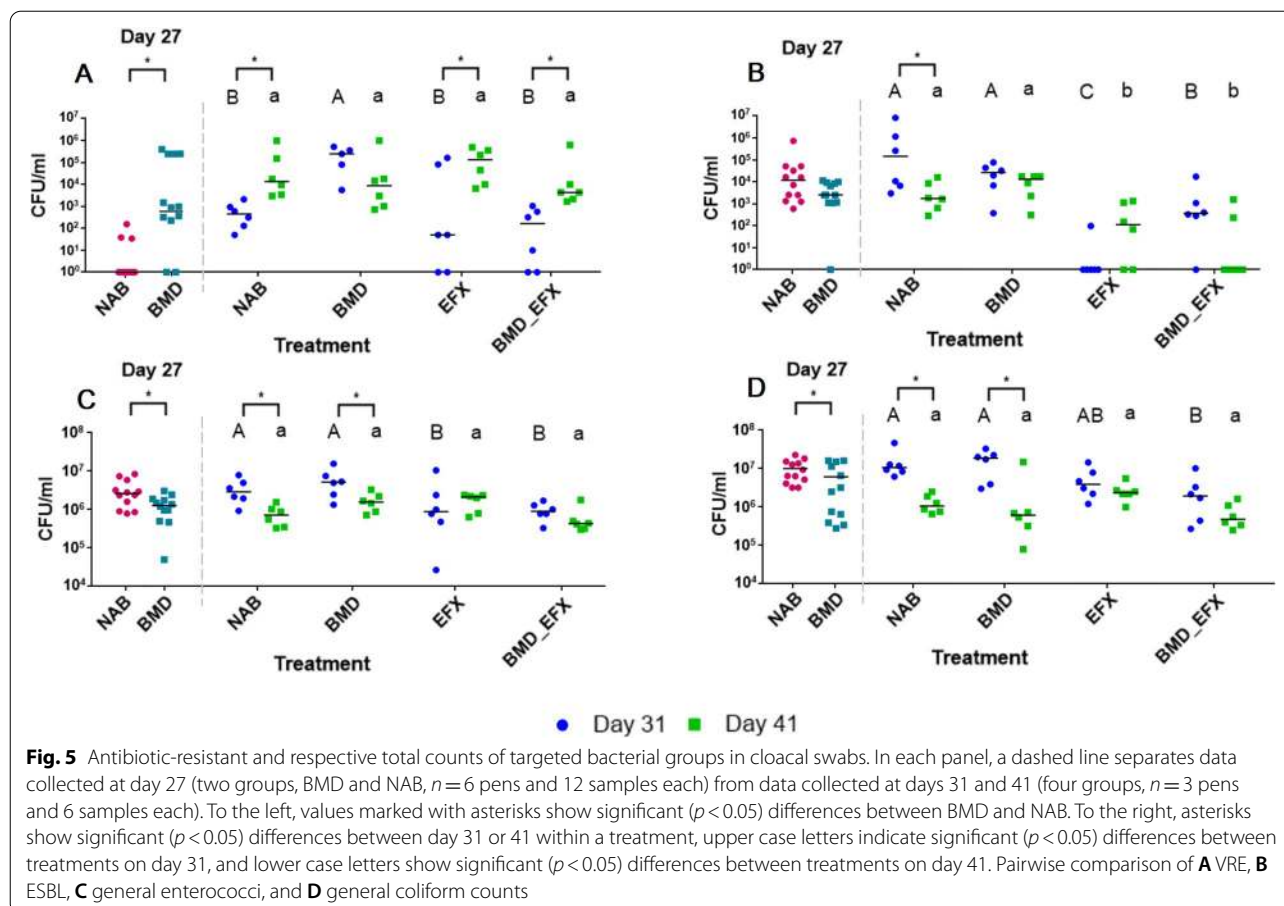 A
Day 27
*
*
*
*
B a A a B a B a
CFU/ml
10⁷
10⁶
10⁵
10⁴
10³
10²
10¹
10⁰
NAB BMD NAB BMD EFX BMD_EFX
Treatment
B
Day 27
*
A a A a C b B b
CFU/ml
10⁸
10⁷
10⁶
10⁵
10⁴
10³
10²
10¹
10⁰
NAB BMD NAB BMD EFX BMD_EFX
Treatment
C
Day 27
*
*
*
A a A a B a B a
CFU/ml
10⁸
10⁷
10⁶
10⁵
10⁴
NAB BMD NAB BMD EFX BMD_EFX
Treatment
D
Day 27
*
*
*
A a A a AB a B a
CFU/ml
10⁸
10⁷
10⁶
10⁵
10⁴
NAB BMD NAB BMD EFX BMD_EFX
Treatment
Day 31 Day 41
Fig. 5 Antibiotic-resistant and respective total counts of targeted bacterial groups in cloacal swabs. In each panel, a dashed line separates data
collected at day 27 (two groups, BMD and NAB, n = 6 pens and 12 samples each) from data collected at days 31 and 41 (four groups, n = 3 pens
and 6 samples each). To the left, values marked with asterisks show significant (p < 0.05) differences between BMD and NAB. To the right, asterisks
show significant (p < 0.05) differences between day 31 or 41 within a treatment, upper case letters indicate significant (p < 0.05) differences between
treatments on day 31, and lower case letters show significant (p < 0.05) differences between treatments on day 41. Pairwise comparison of A VRE, B
ESBL, C general enterococci, and D general coliform counts